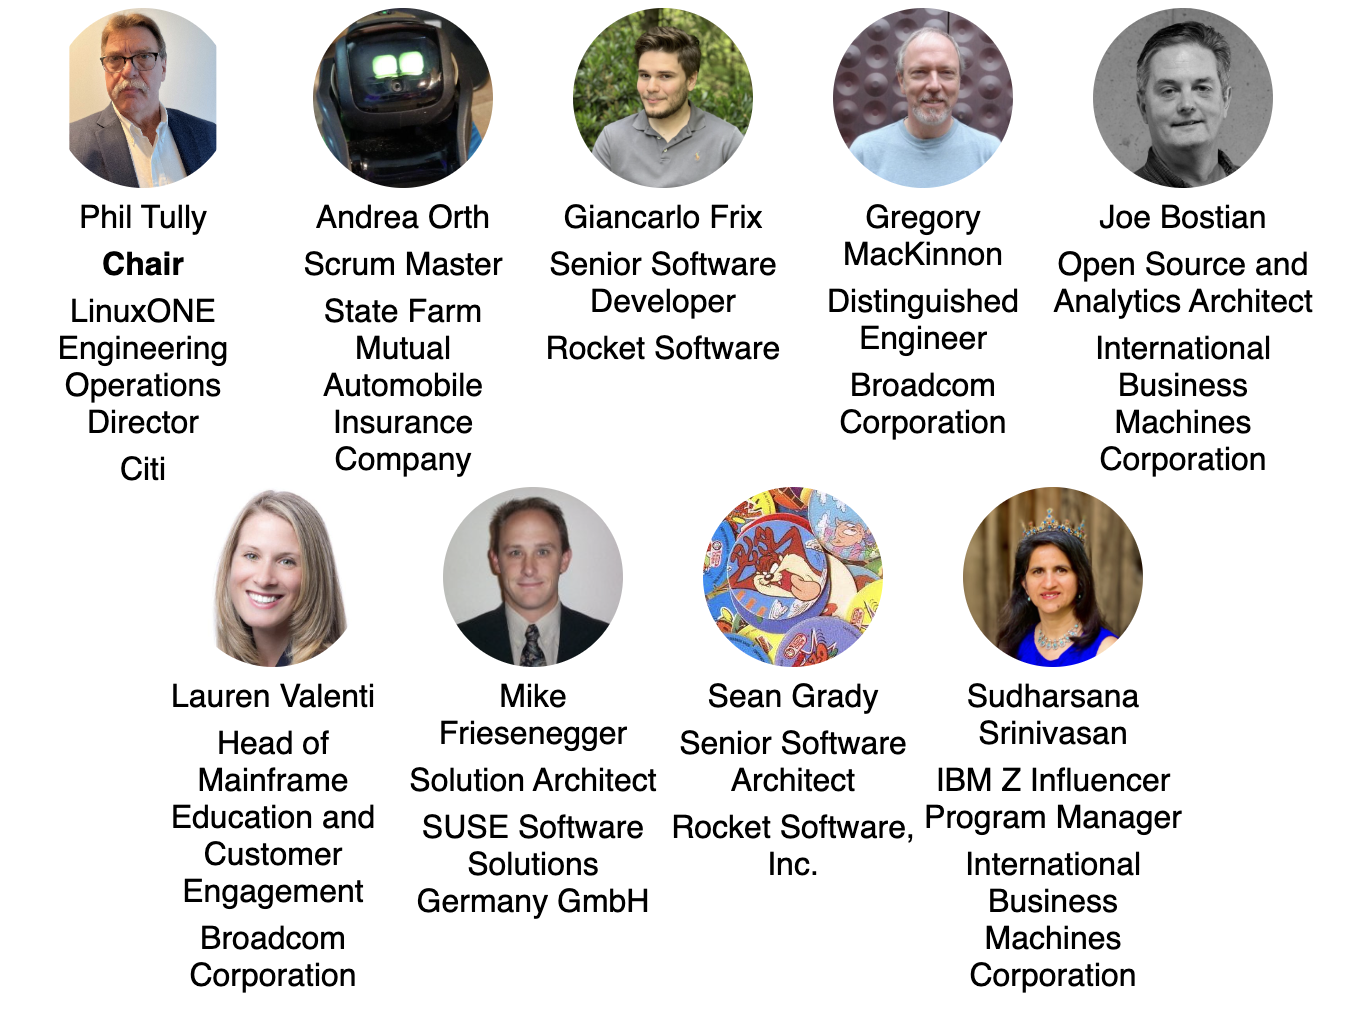 Phil Tully
Chair
LinuxONE
Engineering
Operations
Director
Citi
Andrea Orth
Scrum Master
State Farm
Mutual
Automobile
Insurance
Company
Giancarlo Frix
Senior Software
Developer
Rocket Software
Gregory
MacKinnon
Distinguished
Engineer
Broadcom
Corporation
Joe Bostian
Open Source and
Analytics Architect
International
Business
Machines
Corporation
Lauren Valenti
Head of
Mainframe
Education and
Customer
Engagement
Broadcom
Corporation
Mike
Friesenegger
Solution Architect
SUSE Software
Solutions
Germany GmbH
Sean Grady
Senior Software
Architect
Rocket Software,
Inc.
Sudharsana
Srinivasan
IBM Z Influencer
Program Manager
International
Business
Machines
Corporation